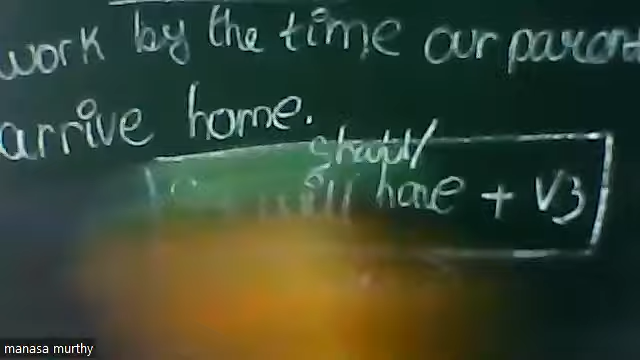 work by the time our parent
arrive home.
shall/
will have + V3
manasa murthy